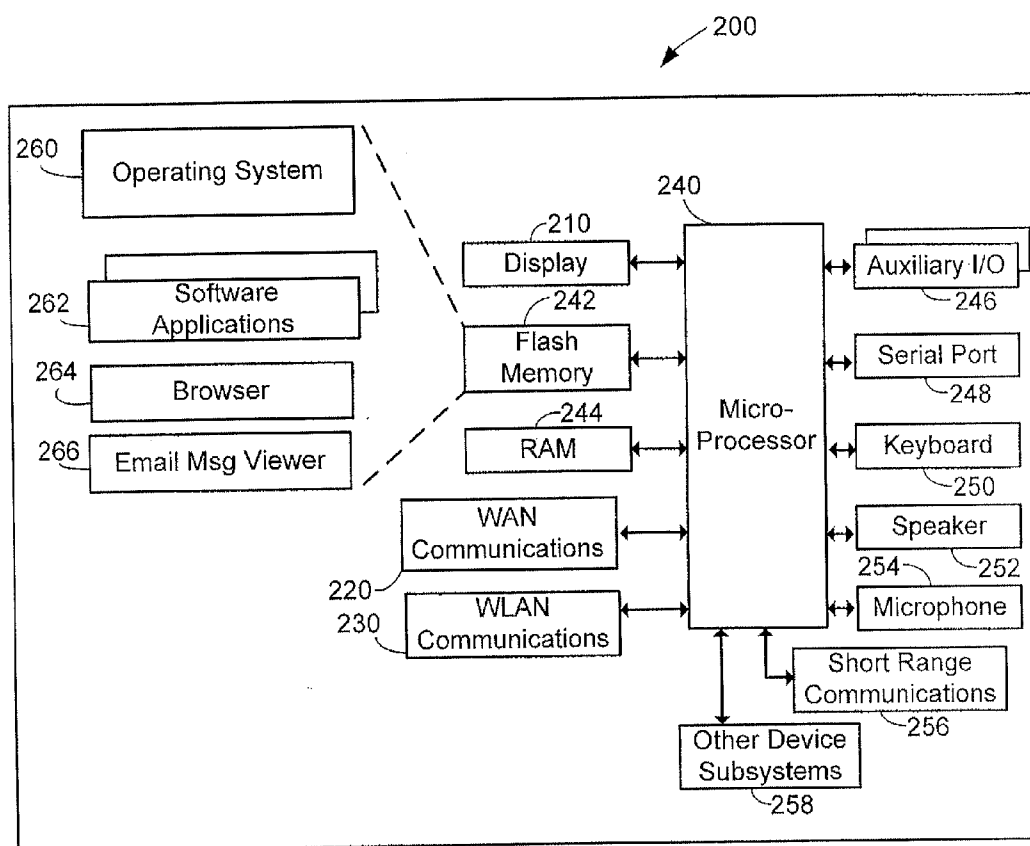 200
260
Operating System
262
Software
Applications
264
Browser
266
Email Msg Viewer
210
Display
242
Flash
Memory
244
RAM
WAN
Communications
220
WLAN
Communications
230
240
Micro-
Processor
Auxiliary I/O
246
Serial Port
248
Keyboard
250
Speaker
252
254
Microphone
Short Range
Communications
256
Other Device
Subsystems
258